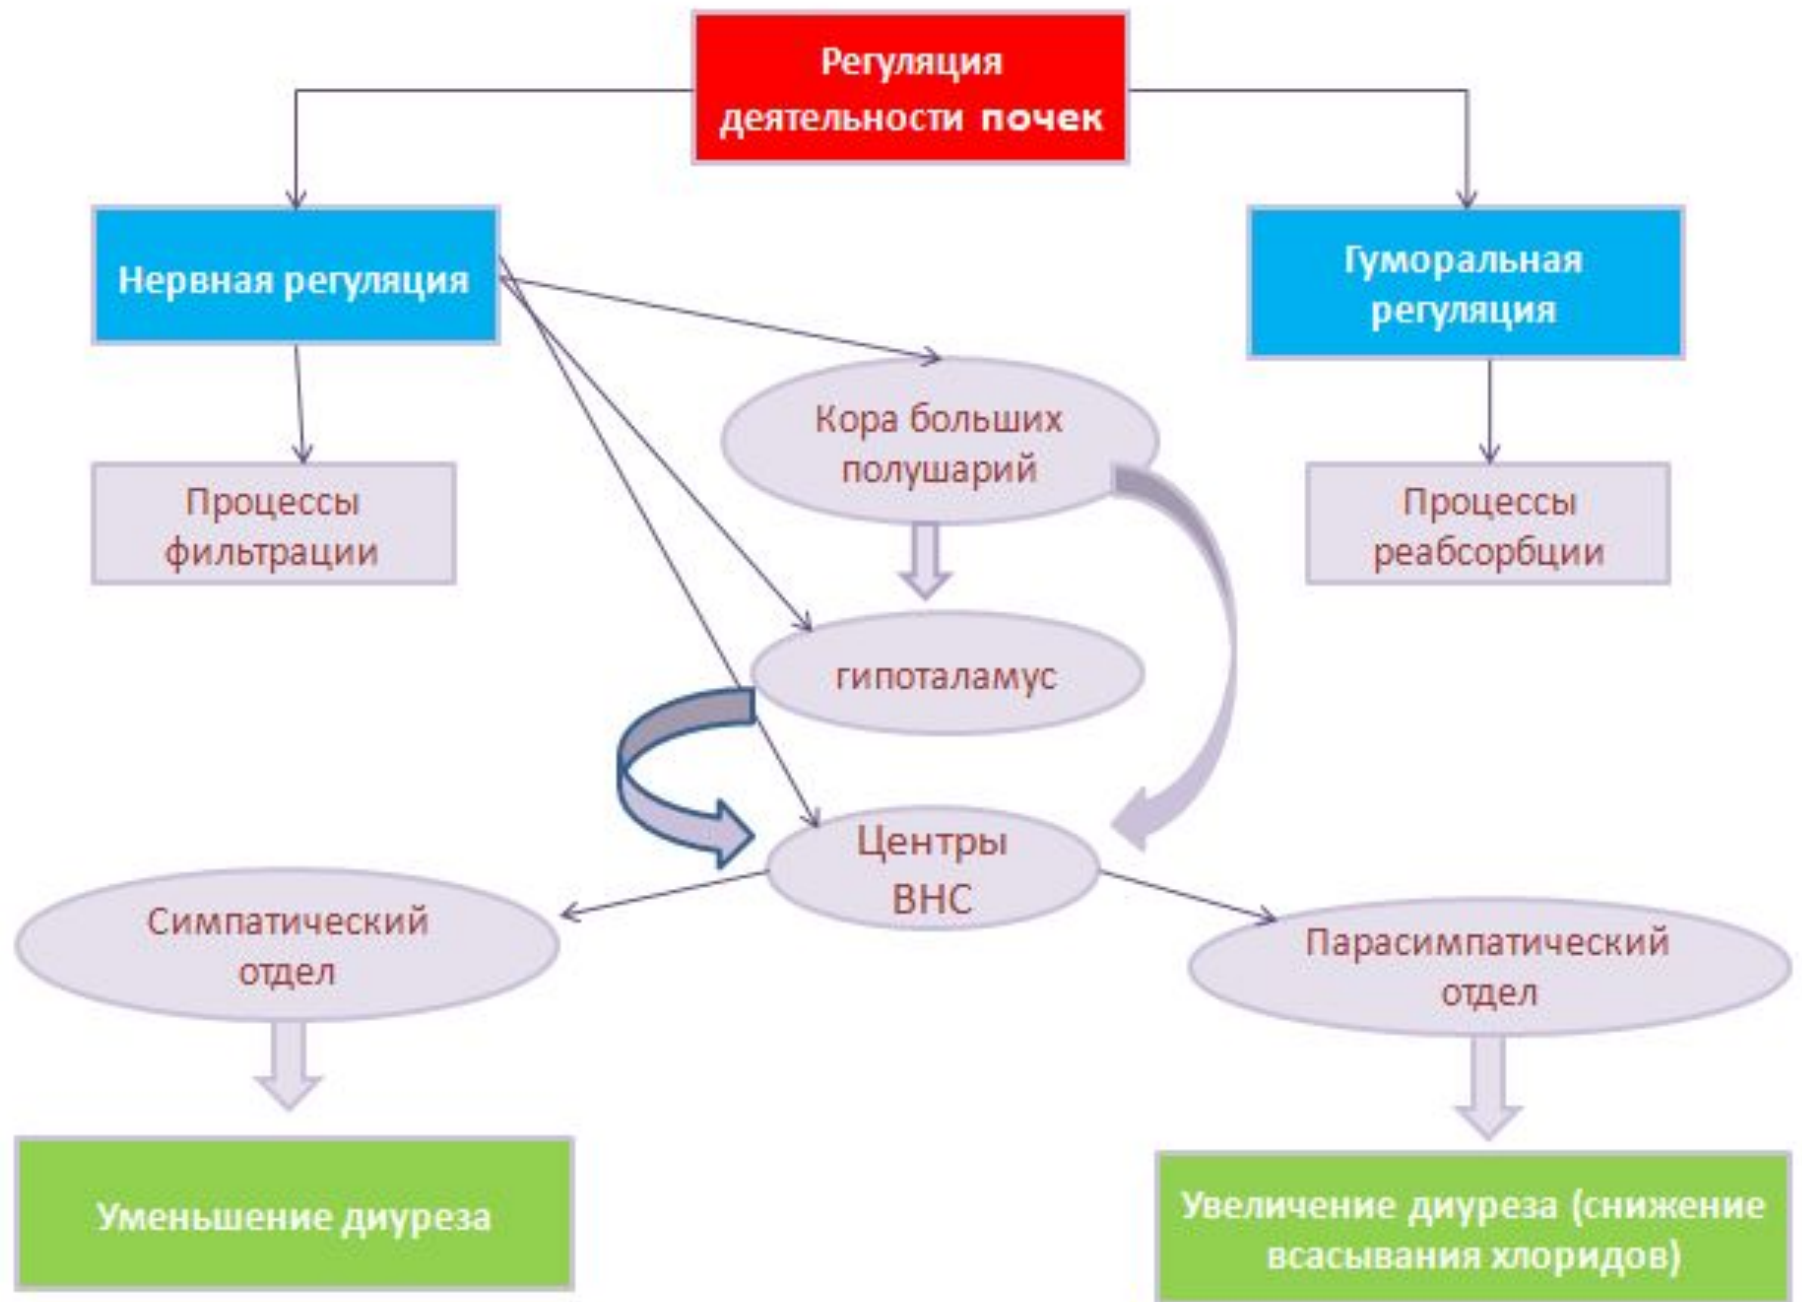 Регуляция
деятельности почек
Нервная регуляция
Гуморальная
регуляция
Кора больших
полушарий
Процессы
фильтрации
Процессы
реабсорбции
гипоталамус
Центры
ВНС
Симпатический
отдел
Парасимпатический
отдел
Уменьшение диуреза
Увеличение диуреза (снижение
всасывания хлоридов)